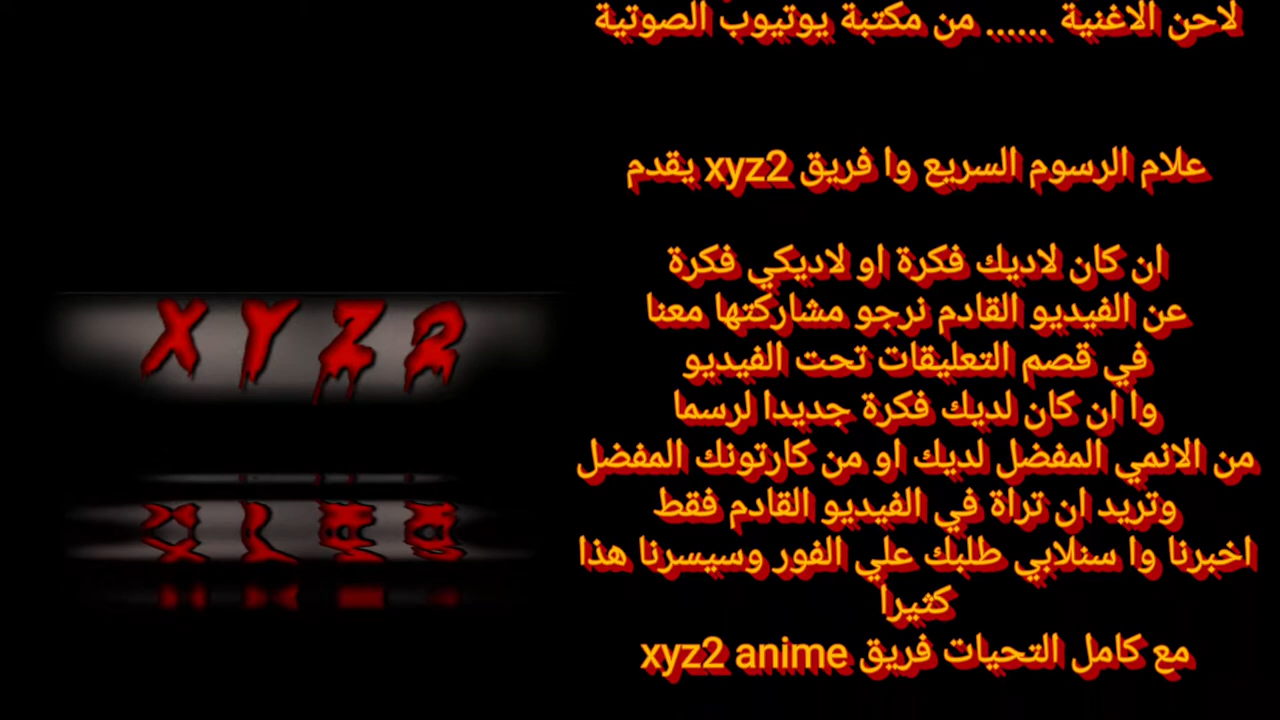 لاحن الاغنية ...... من مكتبة يوتيوب الصوتية
علام الرسوم السريع وا فريق xyz2 يقدم
ان كان لاديك فكرة او لاديكي فكرة
عن الفيديو القادم نرجو مشاركتها معنا
في قصم التعليقات تحت الفيديو
وا ان كان لديك فكرة جديدا لرسما
من الانمي المفضل لديك او من كارتونك المفضل
وتريد ان تراة في الفيديو القادم فقط
اخبرنا وا سنلابي طلبك علي الفور وسيسرنا هذا
كثيرا
مع كامل التحيات فريق xyz2 anime
XYZ2